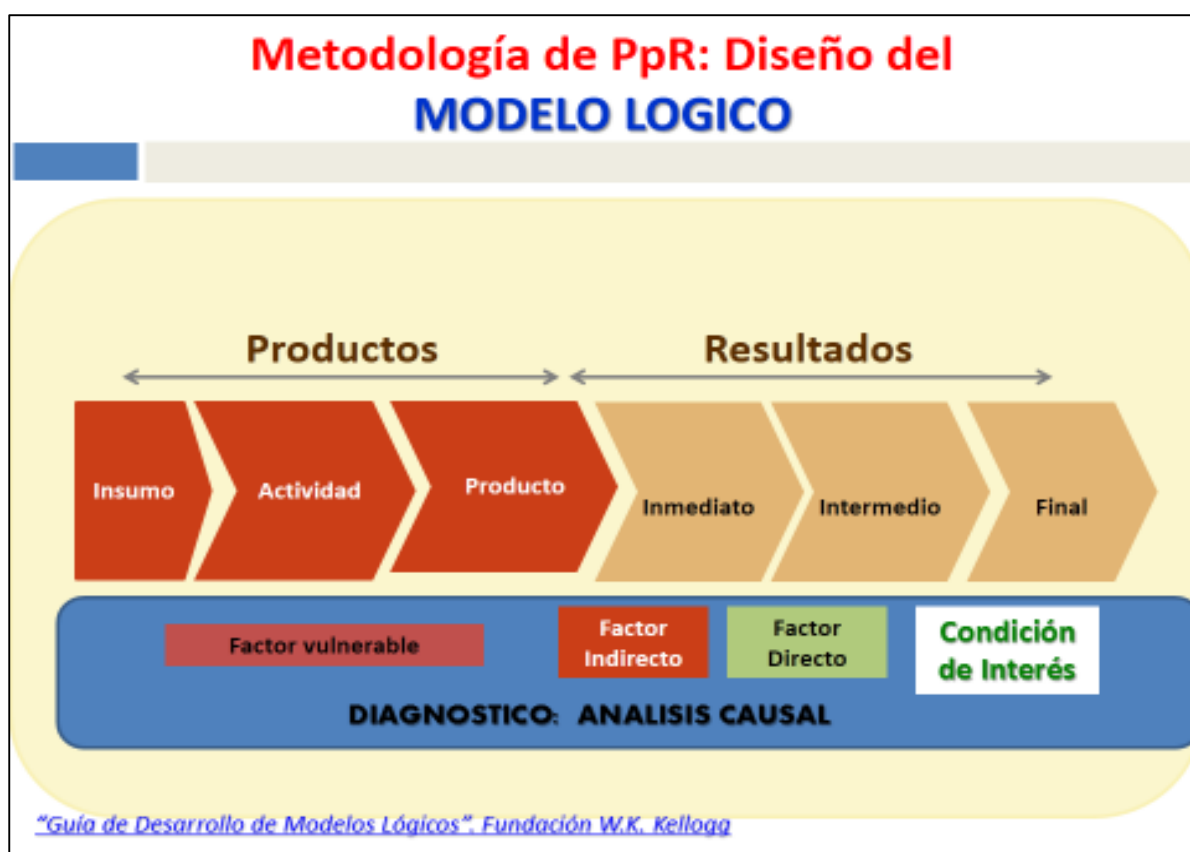 Metodología de PpR: Diseño del
MODELO LOGICO
Productos
Resultados
Insumo
Actividad
Producto
Inmediato
Intermedio
Final
Factor vulnerable
Factor
Indirecto
Factor
Directo
Condición
de Interés
DIAGNOSTICO: ANALISIS CAUSAL
“Guía de Desarrollo de Modelos Lógicos”. Fundación W.K. Kellogg